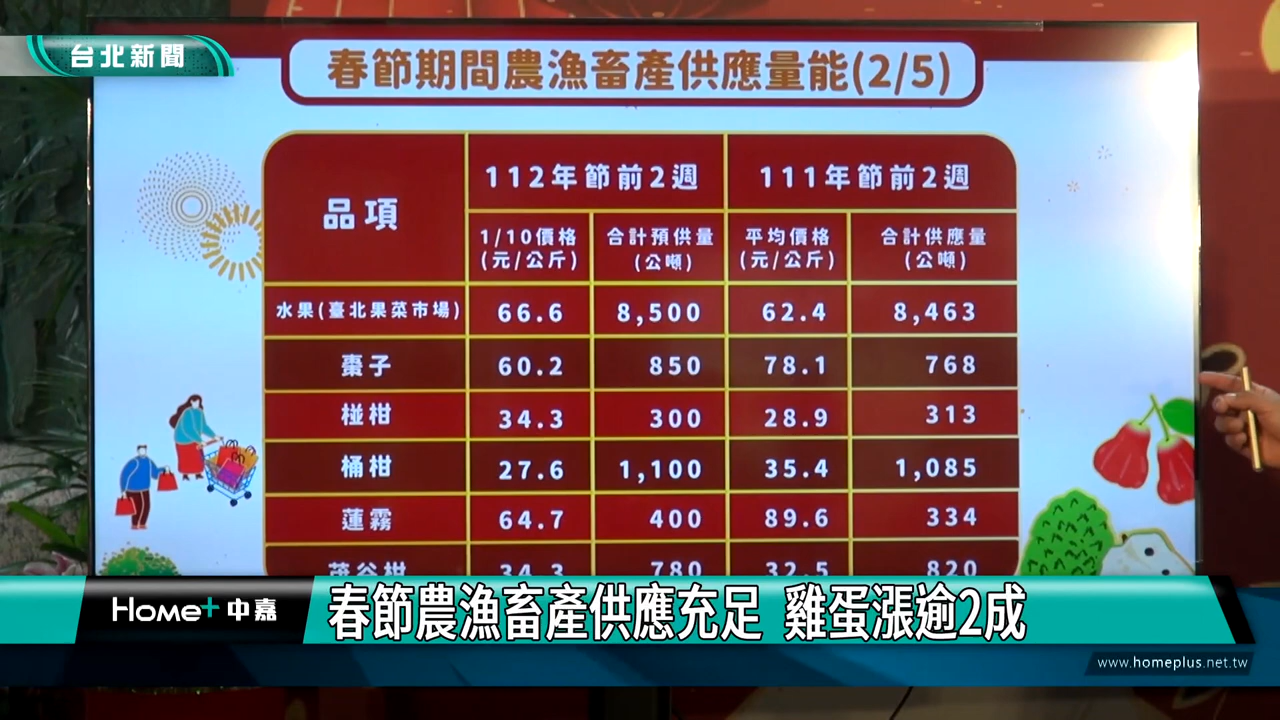 台北新聞
春節期間農漁畜產供應量能(2/5)
品項
112年節前2週
111年節前2週
1/10價格
(元/公斤)
合計預供量
(公噸)
平均價格
(元/公斤)
合計供應量
(公噸)
水果(臺北果菜市場) 66.6 8,500 62.4 8,463
棗子 60.2 850 78.1 768
椪柑 34.3 300 28.9 313
桶柑 27.6 1,100 35.4 1,085
蓮霧 64.7 400 89.6 334
茂谷柑 34.3 780 32.5 820
Home+中嘉
春節農漁畜產供應充足 雞蛋漲逾2成
www.homeplus.net.tw